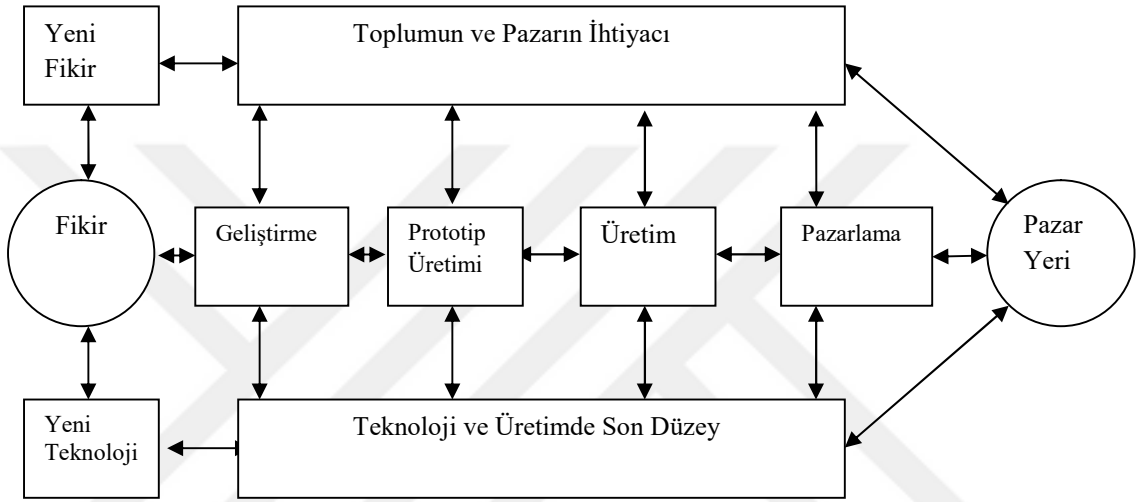 Yeni
Fikir
Toplumun ve Pazarın İhtiyacı
Fikir
Geliştirme
Prototip
Üretimi
Üretim
Pazarlama
Pazar
Yeri
Yeni
Teknoloji
Teknoloji ve Üretimde Son Düzey